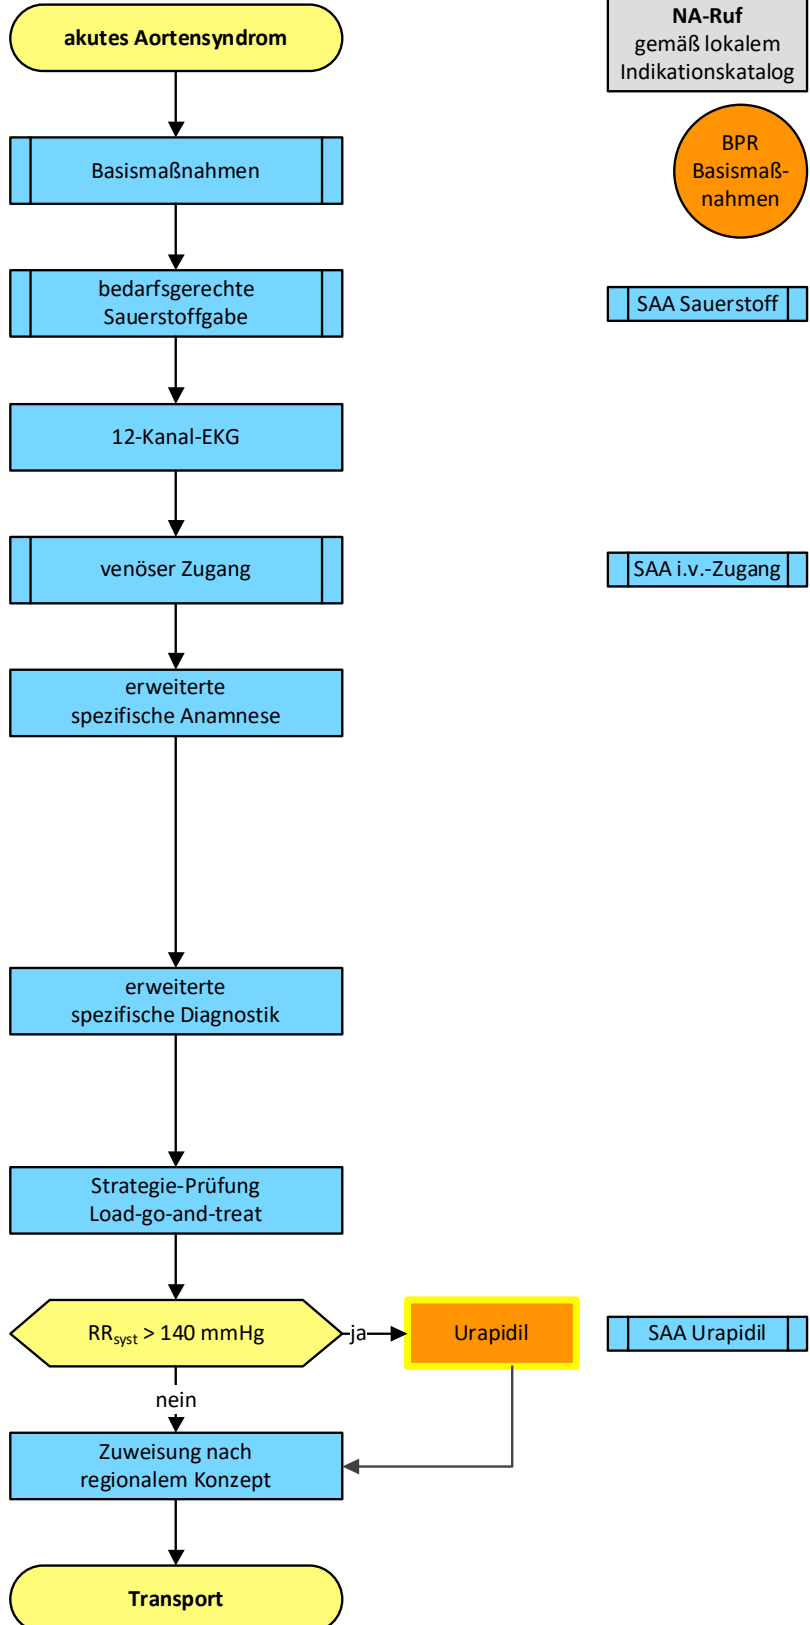 akutes Aortensyndrom
NA-Ruf
gemäß lokalem
Indikationskatalog
Basismaßnahmen
BPR
Basismaß-
nahmen
bedarfsgerechte
Sauerstoffgabe
SAA Sauerstoff
12-Kanal-EKG
venöser Zugang
SAA i.v.-Zugang
erweiterte
spezifische Anamnese
erweiterte
spezifische Diagnostik
Strategie-Prüfung
Load-go-and-treat
RRsyst > 140 mmHg
ja
Urapidil
SAA Urapidil
nein
Zuweisung nach
regionalem Konzept
Transport